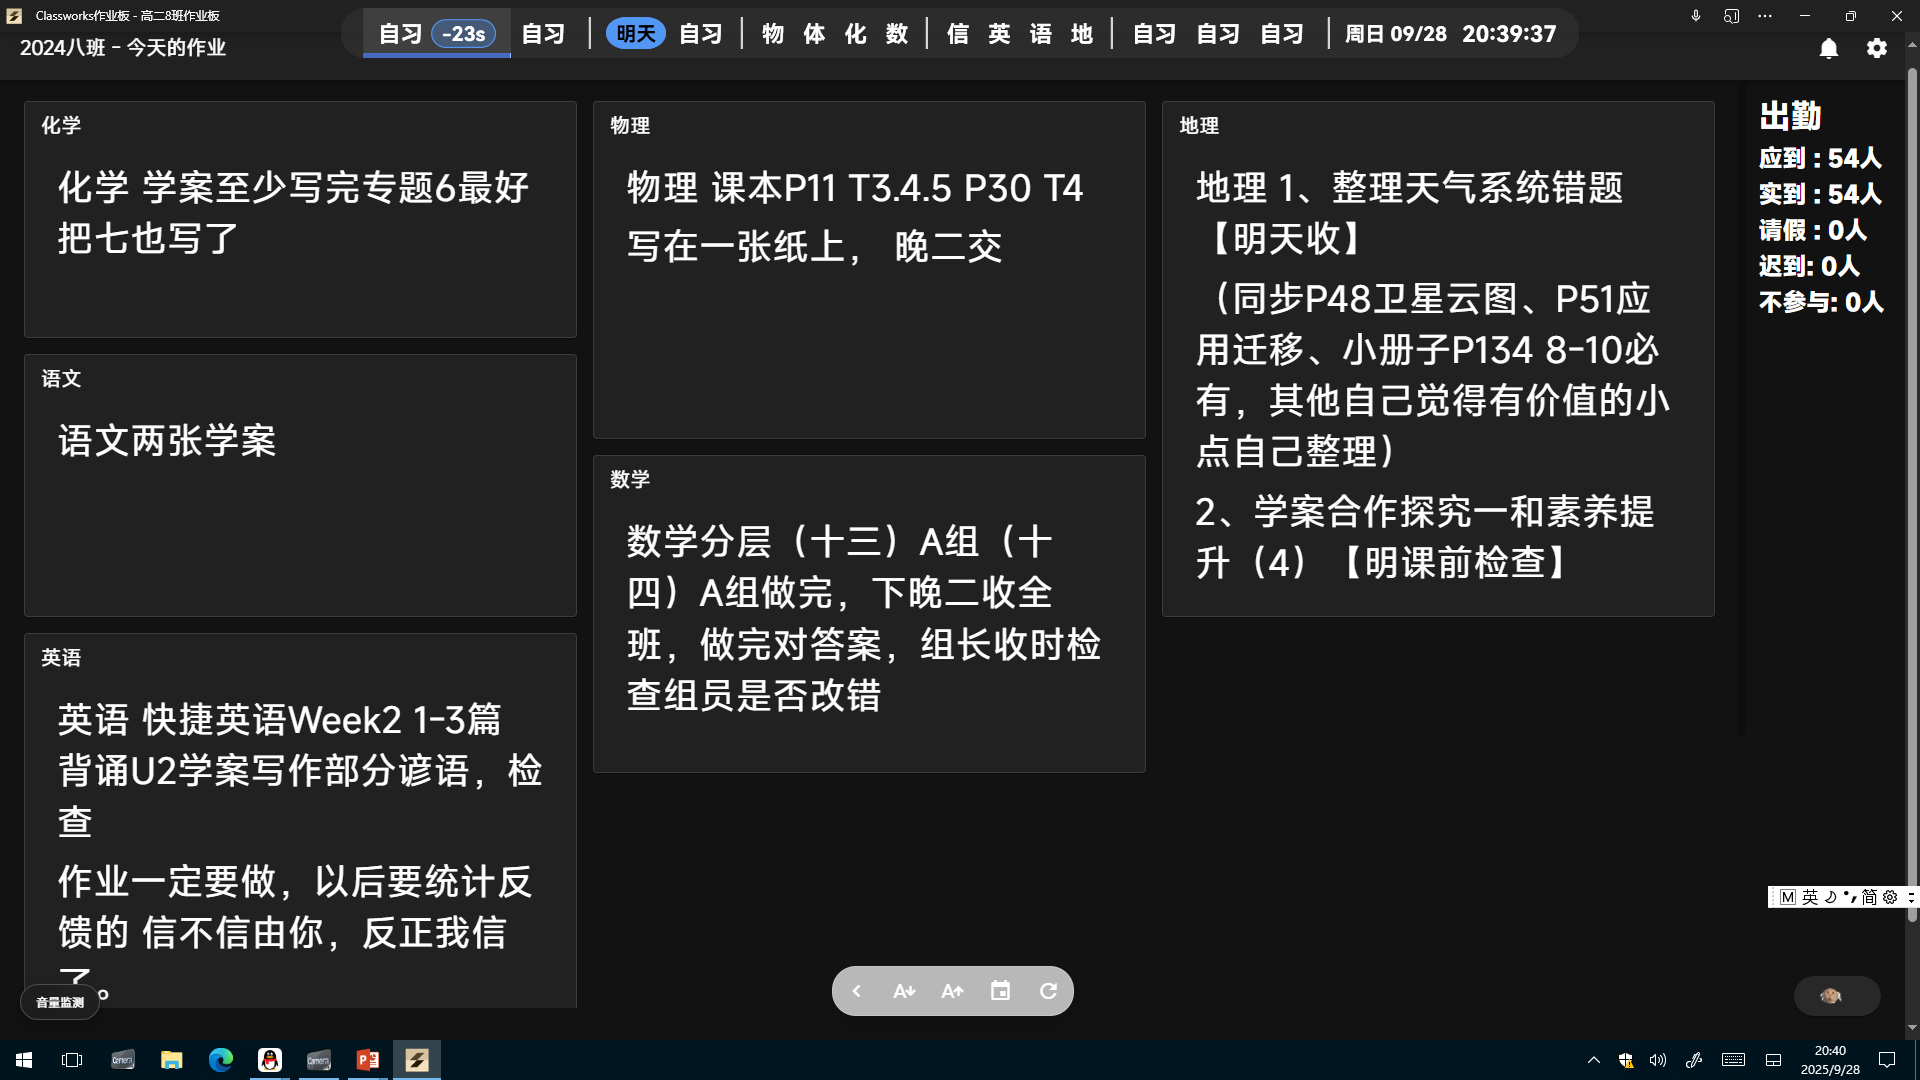 Classworks作业板 - 高二8班作业板
2024八班 - 今天的作业
自习 -23s 自习 明天 自习 物 体 化 数 信 英 语 地 自习 自习 自习 周日 09/28 20:39:37
化学
化学 学案至少写完专题6最好
把七也写了
语文
语文两张学案
英语
英语 快捷英语Week2 1-3篇
背诵U2学案写作部分谚语，检
查
作业一定要做，以后要统计反
馈的 信不信由你，反正我信
了。
物理
物理 课本P11 T3.4.5 P30 T4
写在一张纸上， 晚二交
数学
数学分层（十三）A组（十
四）A组做完，下晚二收全
班，做完对答案，组长收时检
查组员是否改错
地理
地理 1、整理天气系统错题
【明天收】
（同步P48卫星云图、P51应
用迁移、小册子P134 8-10必
有，其他自己觉得有价值的小
点自己整理）
2、学案合作探究一和素养提
升（4）【明课前检查】
出勤
应到 : 54人
实到 : 54人
请假 : 0人
迟到: 0人
不参与: 0人
M 英 简
音量监测
A A
Camera
Camera
20:40
2025/9/28